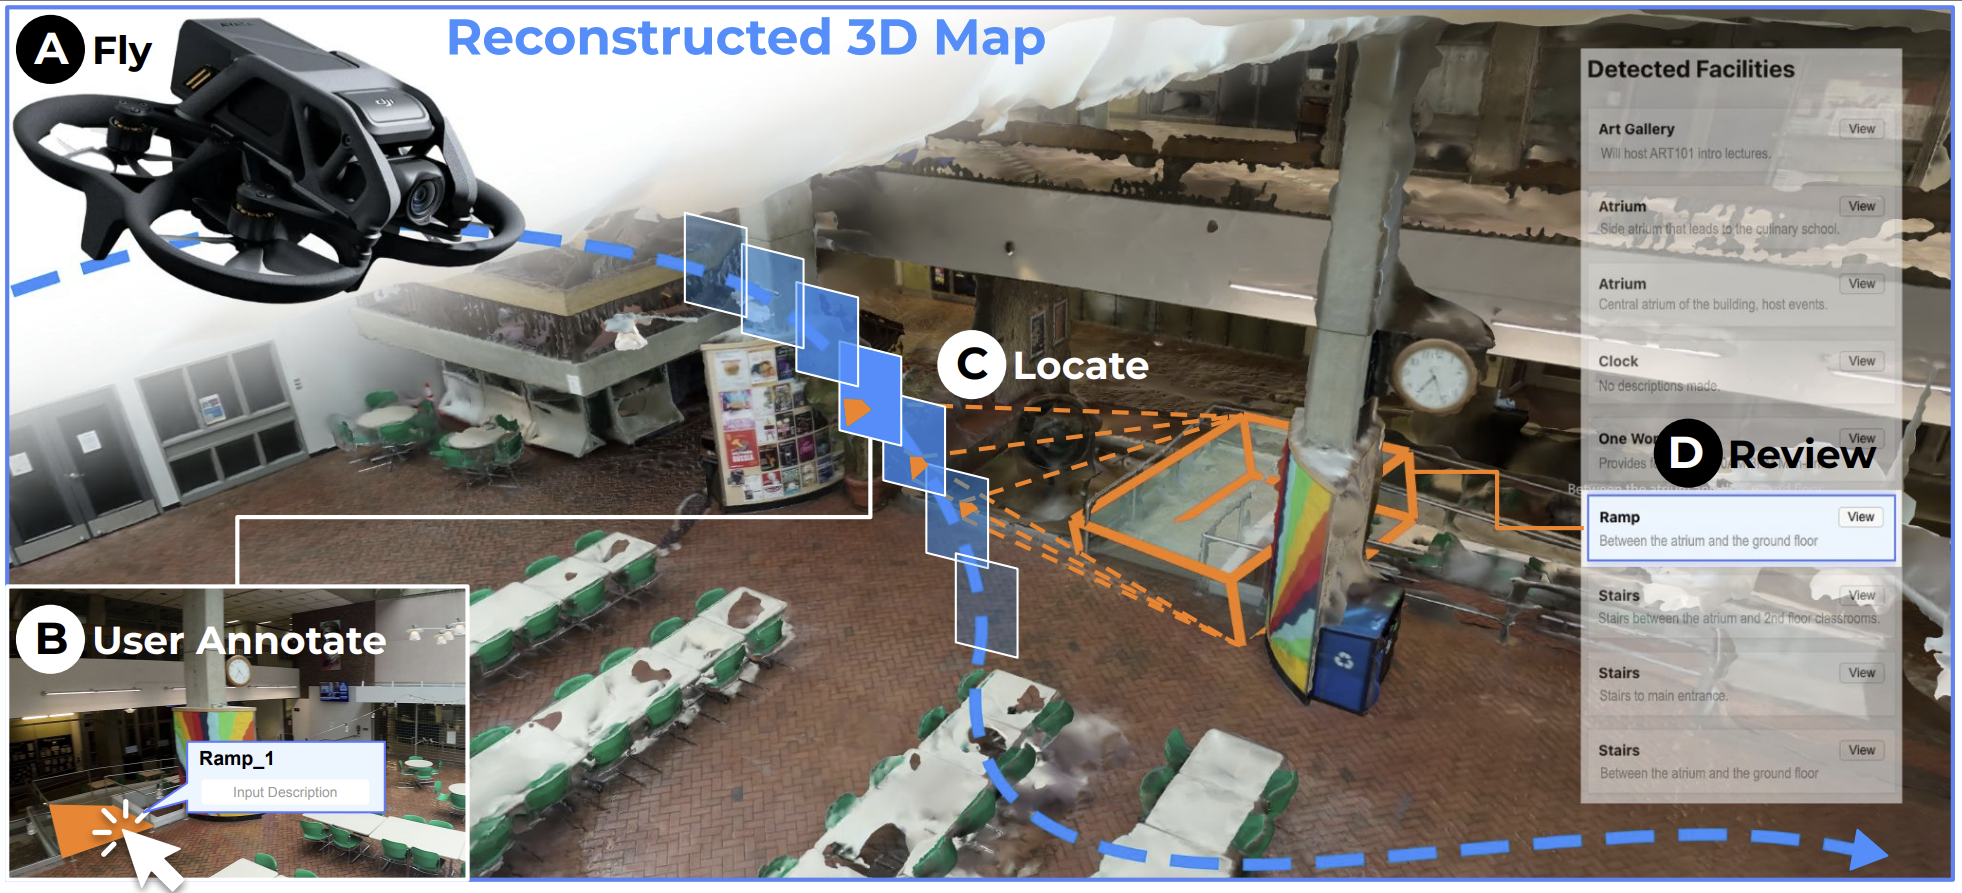 A Fly
Reconstructed 3D Map
dji
C Locate
B User Annotate
Ramp_1
Input Description
Detected Facilities
Art Gallery
View
Will host ART101 intro lectures.
Atrium
View
Side atrium that leads to the culinary school.
Atrium
View
Central atrium of the building, host events.
Clock
View
No descriptions made.
One
View
Provides
D Review
Between the atrium
Ramp
View
Between the atrium and the ground floor
Stairs
View
Stairs between the atrium and 2nd floor classrooms.
Stairs
View
Stairs to main entrance.
Stairs
View
Between the atrium and the ground floor